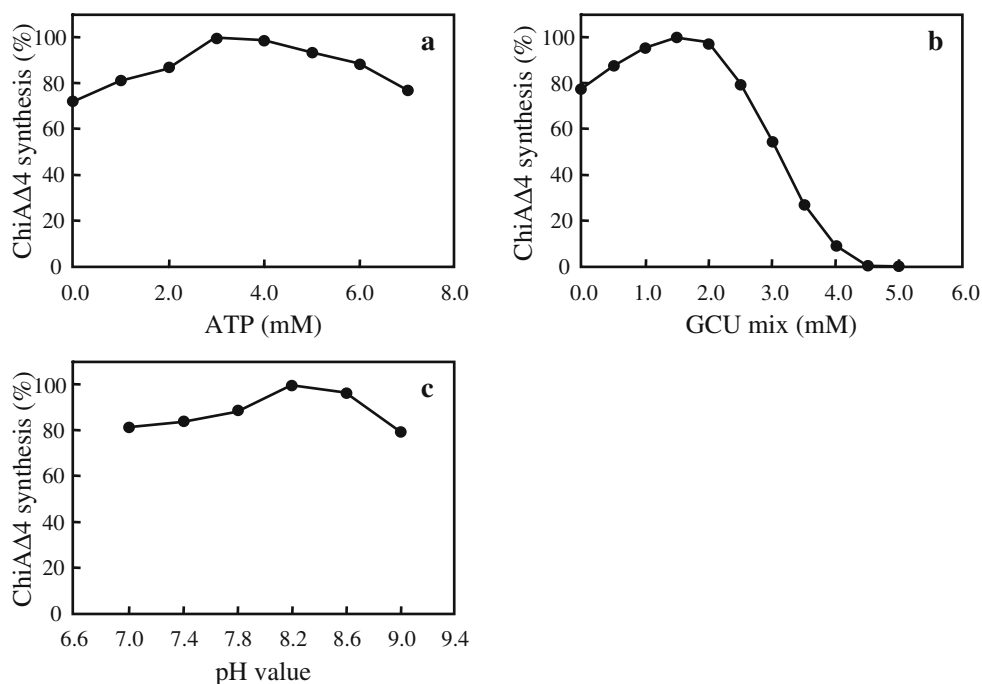 a
ChiAΔ4 synthesis (%)
100
80
60
40
20
0
0.0 2.0 4.0 6.0 8.0
ATP (mM)
b
ChiAΔ4 synthesis (%)
100
80
60
40
20
0
0.0 1.0 2.0 3.0 4.0 5.0 6.0
GCU mix (mM)
c
ChiAΔ4 synthesis (%)
100
80
60
40
20
0
6.6 7.0 7.4 7.8 8.2 8.6 9.0 9.4
pH value